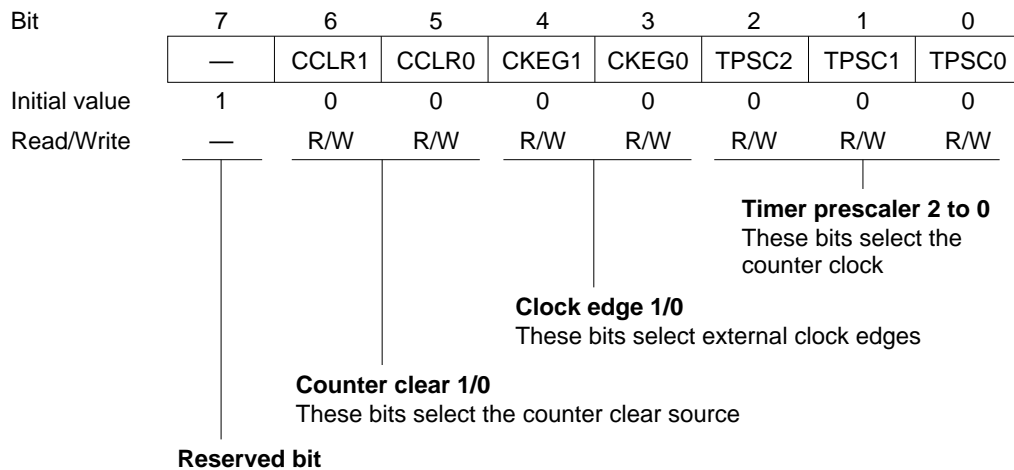 Bit 7 6 5 4 3 2 1 0
— CCLR1 CCLR0 CKEG1 CKEG0 TPSC2 TPSC1 TPSC0
Initial value 1 0 0 0 0 0 0 0
Read/Write — R/W R/W R/W R/W R/W R/W R/W
Timer prescaler 2 to 0
These bits select the
counter clock
Clock edge 1/0
These bits select external clock edges
Counter clear 1/0
These bits select the counter clear source
Reserved bit